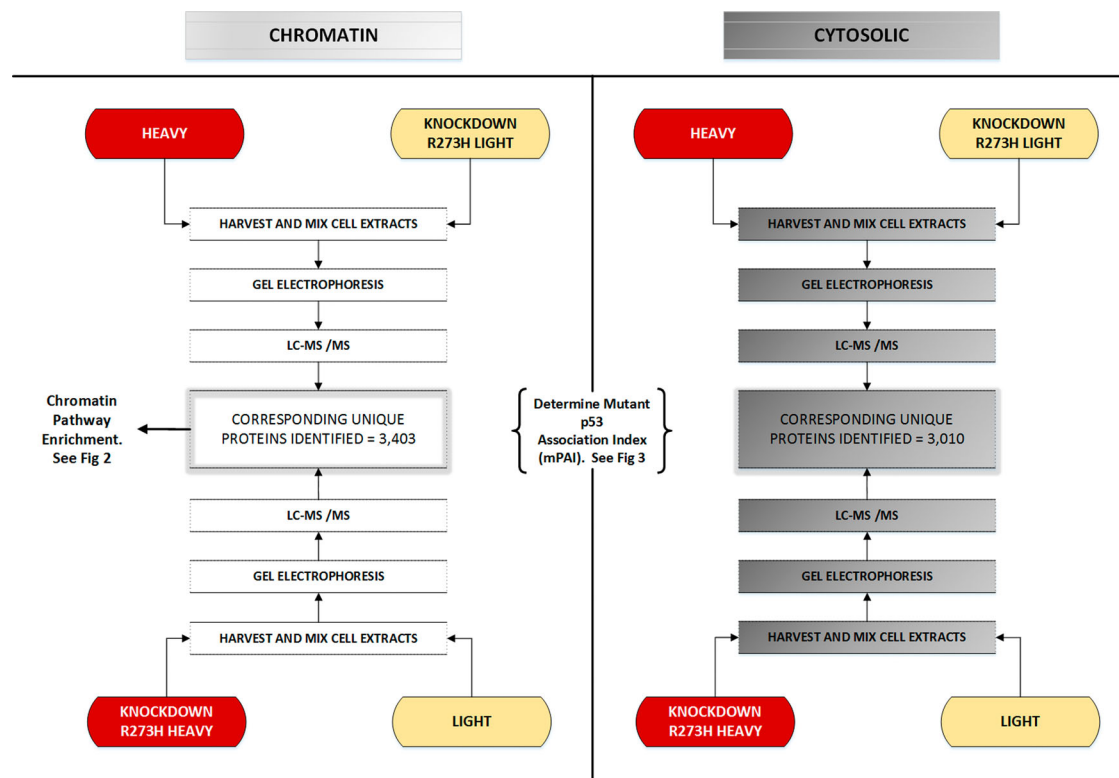 CHROMATIN
CYTOSOLIC
HEAVY
KNOCKDOWN
R273H LIGHT
HARVEST AND MIX CELL EXTRACTS
GEL ELECTROPHORESIS
LC-MS /MS
Chromatin
Pathway
Enrichment.
See Fig 2
CORRESPONDING UNIQUE
PROTEINS IDENTIFIED = 3,403
LC-MS /MS
GEL ELECTROPHORESIS
HARVEST AND MIX CELL EXTRACTS
KNOCKDOWN
R273H HEAVY
LIGHT
Determine Mutant
p53
Association Index
(mPAI).  See Fig 3
HEAVY
KNOCKDOWN
R273H LIGHT
HARVEST AND MIX CELL EXTRACTS
GEL ELECTROPHORESIS
LC-MS /MS
CORRESPONDING UNIQUE
PROTEINS IDENTIFIED = 3,010
LC-MS /MS
GEL ELECTROPHORESIS
HARVEST AND MIX CELL EXTRACTS
KNOCKDOWN
R273H HEAVY
LIGHT